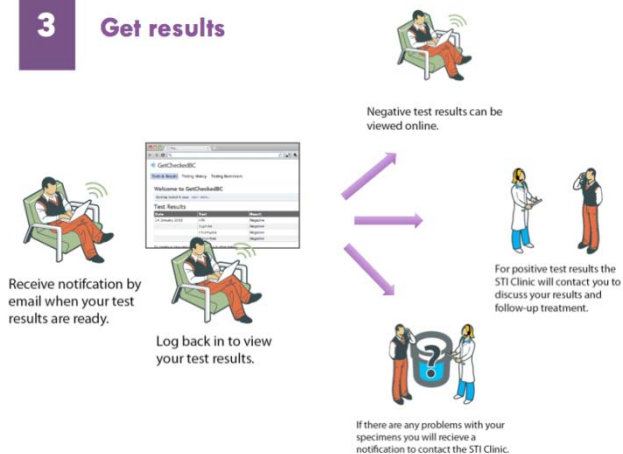 3 Get results
Receive notifcation by
email when your test
results are ready.
GetCheckedBC
Welcome to GetCheckedBC
Test Results
Log back in to view
your test results.
Negative test results can be
viewed online.
For positive test results the
STI Clinic will contact you to
discuss your results and
follow-up treatment.
?
If there are any problems with your
specimens you will recieve a
notification to contact the STI Clinic.